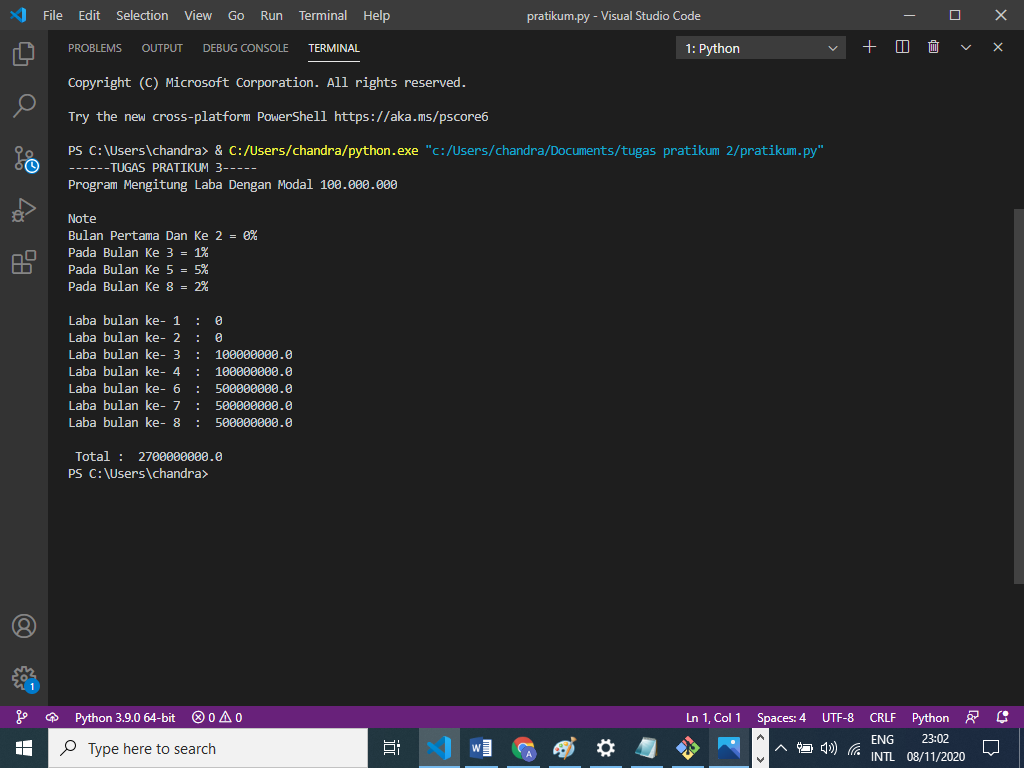 File Edit Selection View Go Run Terminal Help pratikum.py - Visual Studio Code
PROBLEMS OUTPUT DEBUG CONSOLE TERMINAL 1: Python
Copyright (C) Microsoft Corporation. All rights reserved.
Try the new cross-platform PowerShell https://aka.ms/pscore6
PS C:\Users\chandra> & C:/Users/chandra/python.exe "c:/Users/chandra/Documents/tugas pratikum 2/pratikum.py"
------TUGAS PRATIKUM 3-----
Program Mengitung Laba Dengan Modal 100.000.000
Note
Bulan Pertama Dan Ke 2 = 0%
Pada Bulan Ke 3 = 1%
Pada Bulan Ke 5 = 5%
Pada Bulan Ke 8 = 2%
Laba bulan ke- 1  :  0
Laba bulan ke- 2  :  0
Laba bulan ke- 3  :  100000000.0
Laba bulan ke- 4  :  100000000.0
Laba bulan ke- 6  :  500000000.0
Laba bulan ke- 7  :  500000000.0
Laba bulan ke- 8  :  500000000.0
Total :  2700000000.0
PS C:\Users\chandra>
1
Python 3.9.0 64-bit 0 0 Ln 1, Col 1 Spaces: 4 UTF-8 CRLF Python
Type here to search
ENG
INTL
23:02
08/11/2020